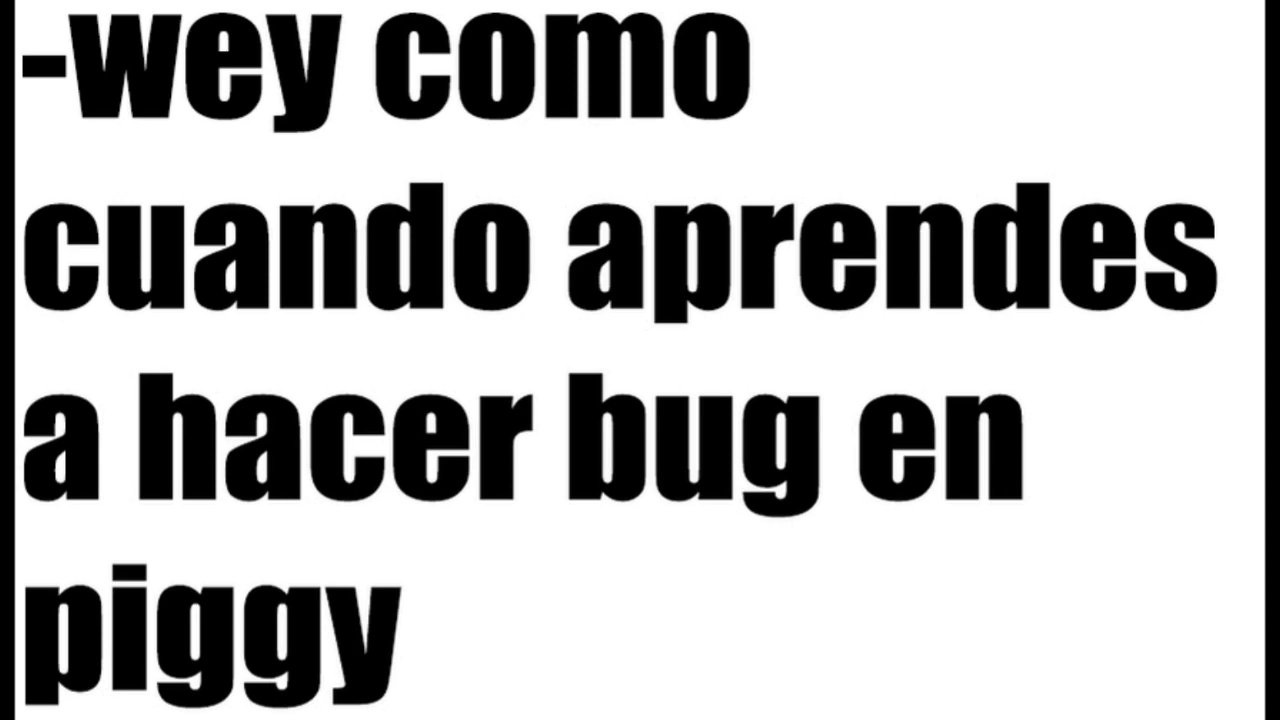 -wey como
cuando aprendes
a hacer bug en
piggy